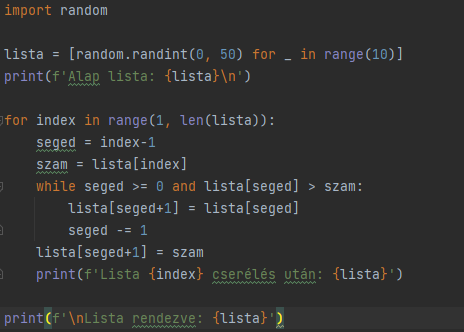 import random
lista = [random.randint(0, 50) for _ in range(10)]
print(f'Alap lista: {lista}\n')
for index in range(1, len(lista)):
    seged = index-1
    szam = lista[index]
    while seged >= 0 and lista[seged] > szam:
        lista[seged+1] = lista[seged]
        seged -= 1
    lista[seged+1] = szam
    print(f'Lista {index} cserélés után: {lista}')
print(f'\nLista rendezve: {lista}')